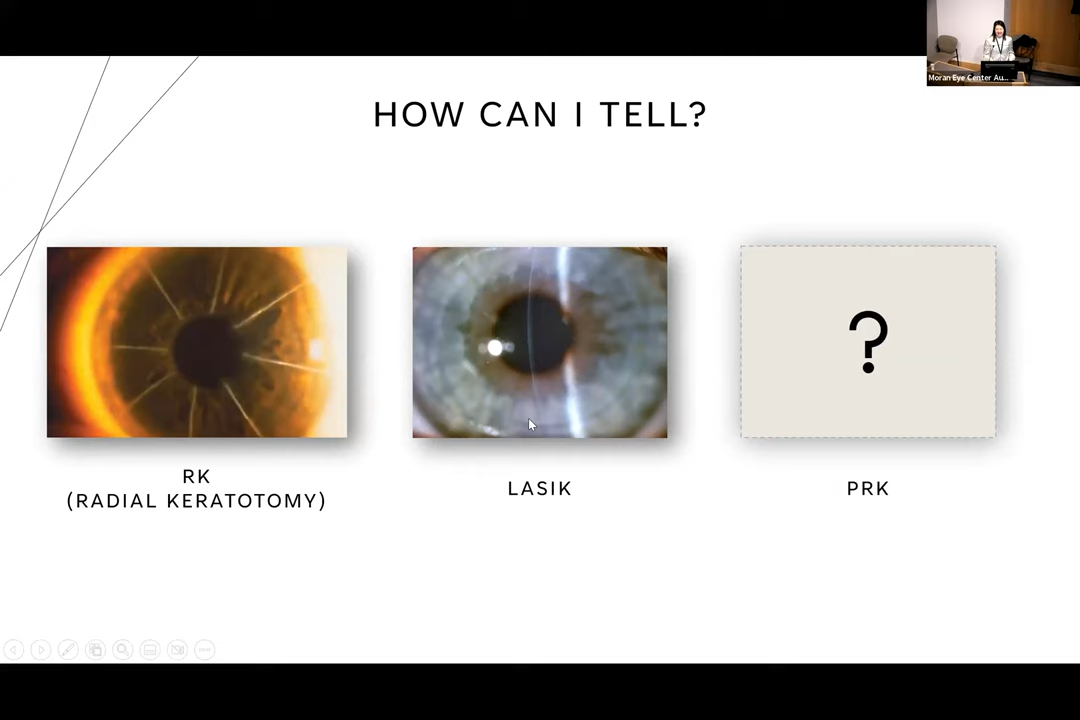 Moran Eye Center Au...
HOW CAN I TELL?
?
RK
(RADIAL KERATOTOMY)
LASIK
PRK